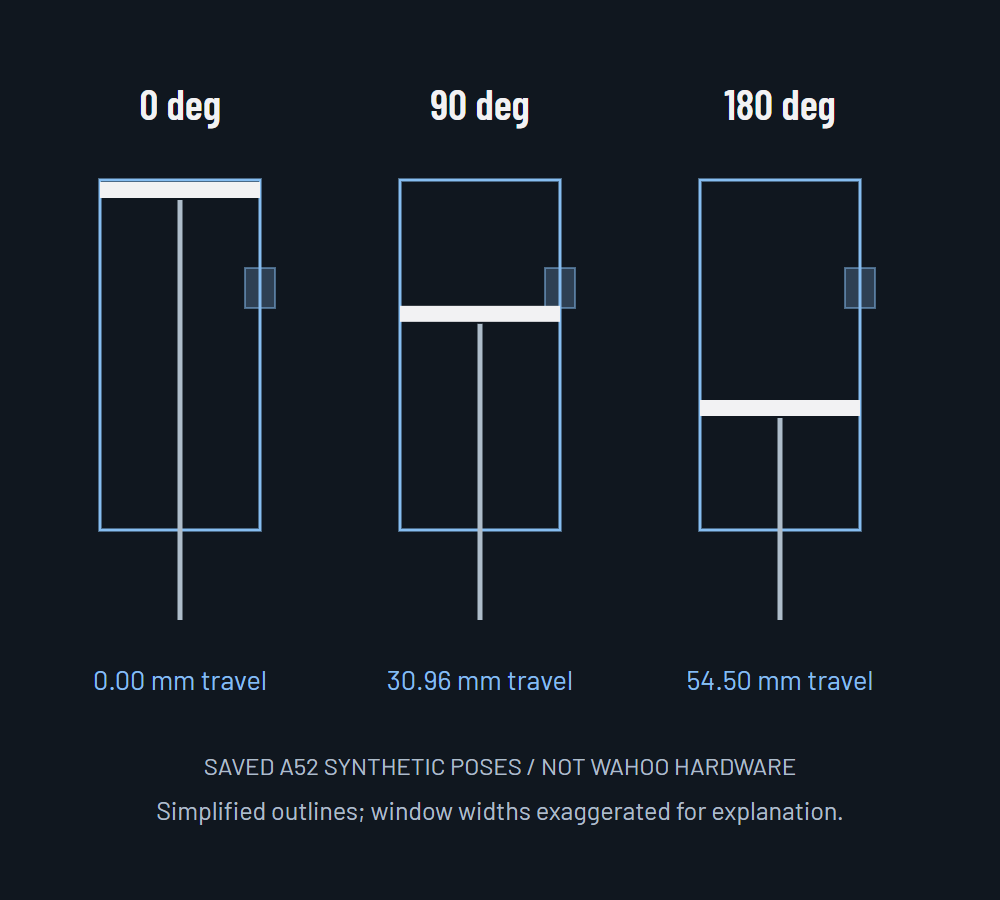 0 deg
90 deg
180 deg
0.00 mm travel
30.96 mm travel
54.50 mm travel
SAVED A52 SYNTHETIC POSES / NOT WAHOO HARDWARE
Simplified outlines; window widths exaggerated for explanation.